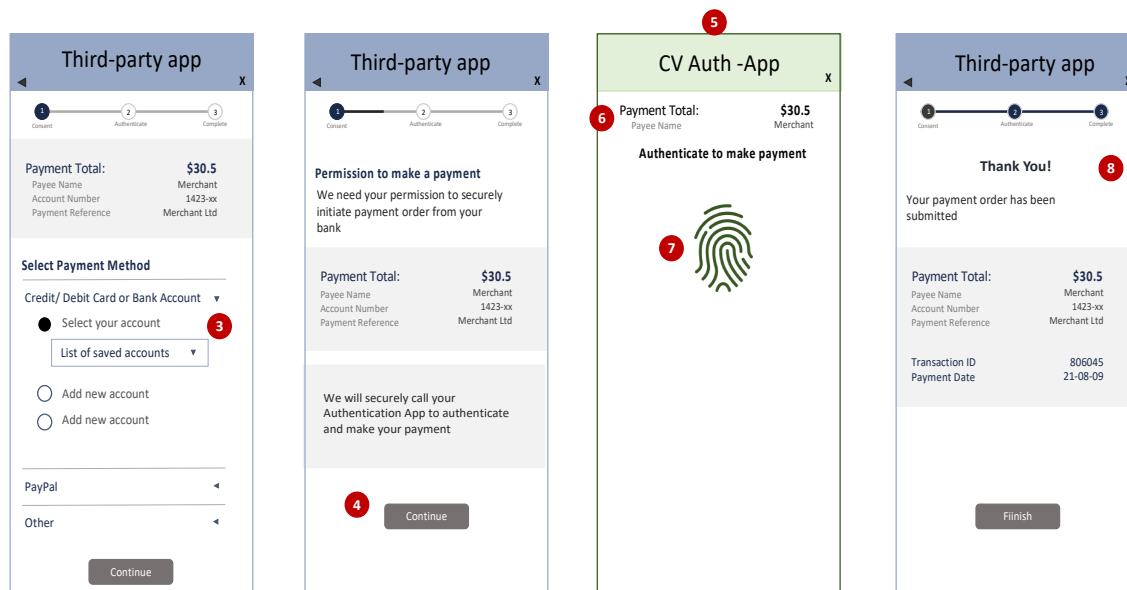 5
Third-party app
X
1
2
3
Consent
Authenticate
Complete
Payment Total: $30.5
Payee Name Merchant
Account Number 1423-xx
Payment Reference Merchant Ltd
Select Payment Method
Credit/ Debit Card or Bank Account
Select your account
3
List of saved accounts
Add new account
Add new account
PayPal
Other
Continue
Third-party app
X
1
2
3
Consent
Authenticate
Complete
Permission to make a payment
We need your permission to securely
initiate payment order from your
bank
Payment Total: $30.5
Payee Name Merchant
Account Number 1423-xx
Payment Reference Merchant Ltd
We will securely call your
Authentication App to authenticate
and make your payment
4
Continue
CV Auth -App
X
6
Payment Total: $30.5
Payee Name Merchant
Authenticate to make payment
7
Third-party app
X
1
2
3
Consent
Authenticate
Complete
Thank You!
8
Your payment order has been
submitted
Payment Total: $30.5
Payee Name Merchant
Account Number 1423-xx
Payment Reference Merchant Ltd
Transaction ID 806045
Payment Date 21-08-09
Fiinish